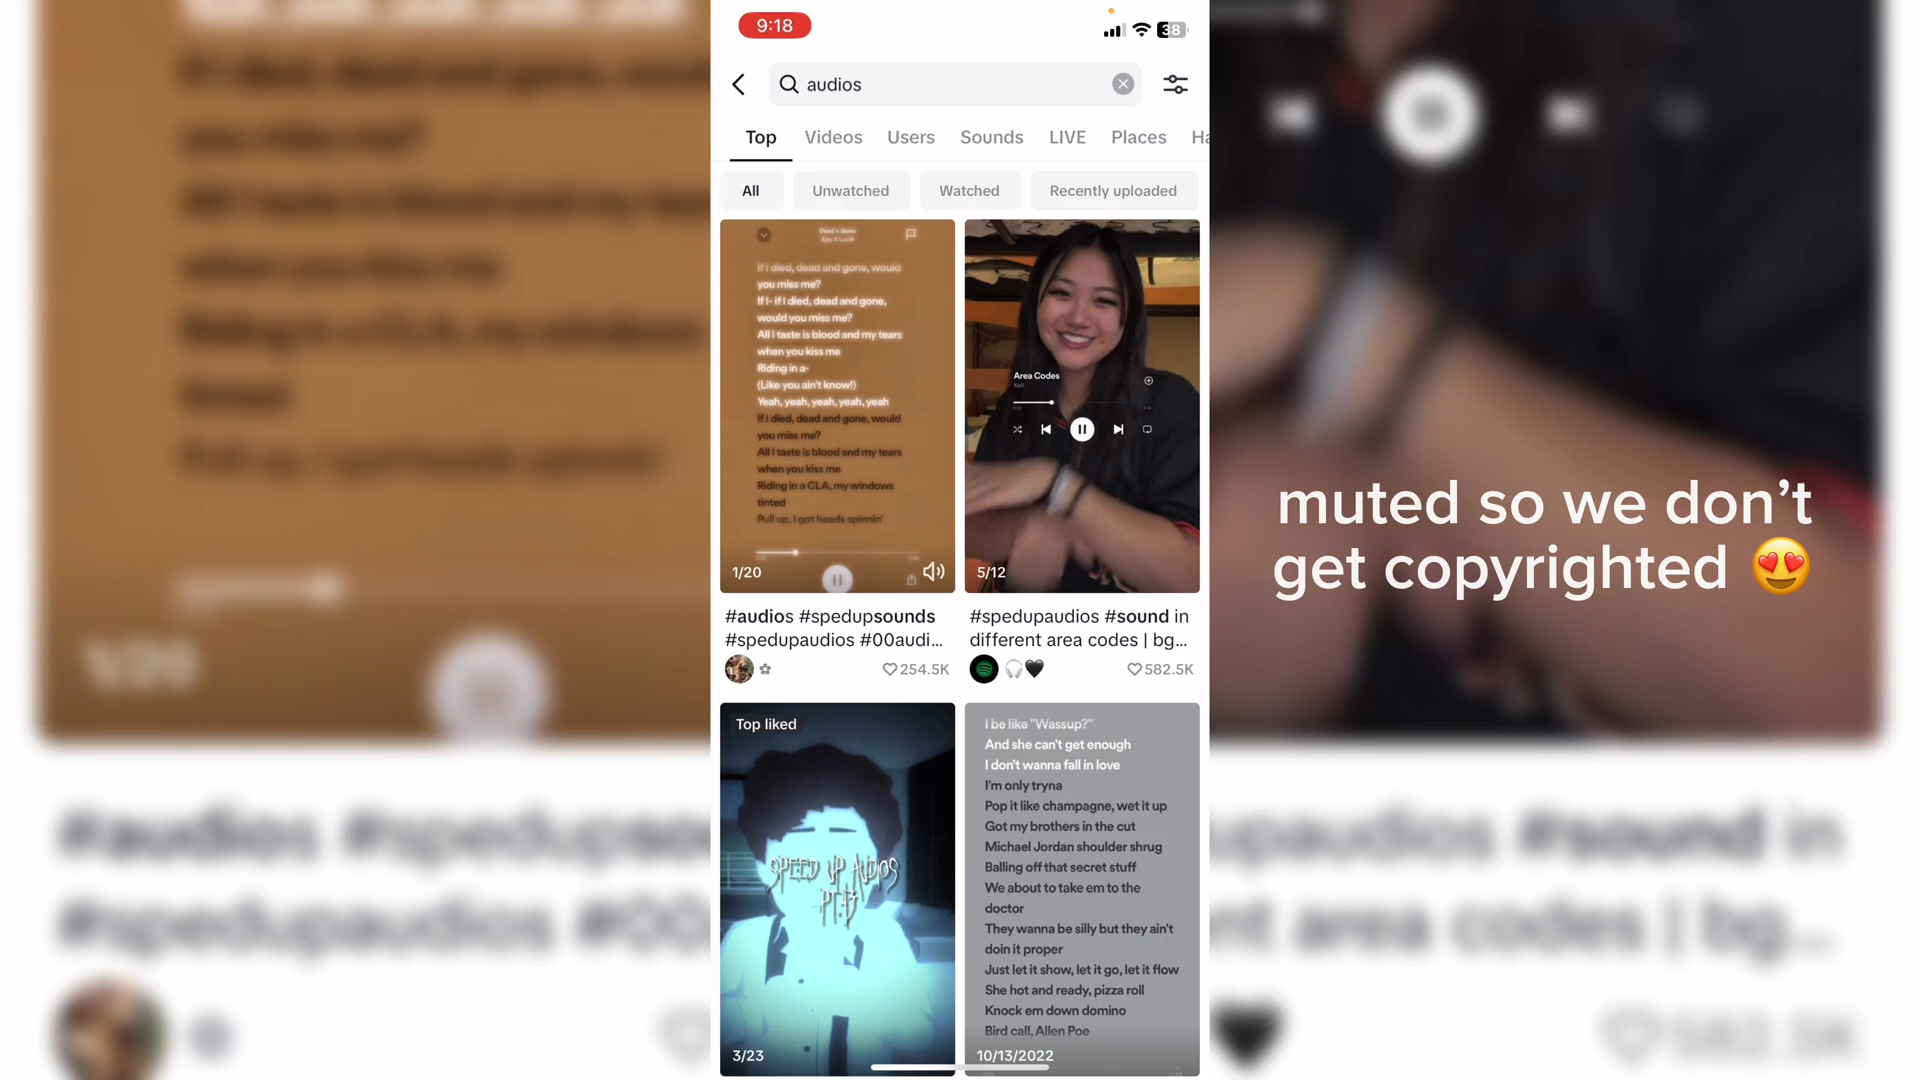 9:18
38
audios
Top Videos Users Sounds LIVE Places Ha
All Unwatched Watched Recently uploaded
Dead n Gone
4jay X Luci4
If I died, dead and gone, would
you miss me?
If I- if I died, dead and gone,
would you miss me?
All I taste is blood and my tears
when you kiss me
Riding in a-
(Like you ain't know!)
Yeah, yeah, yeah, yeah, yeah
If I died, dead and gone, would
you miss me?
All I taste is blood and my tears
when you kiss me
Riding in a CLA, my windows
tinted
Pull up, I got heads spinnin'
1/20
#audios #spedupsounds
#spedupaudios #00audi...
254.5K
Area Codes
Kali
5/12
#spedupaudios #sound in
different area codes | bg...
582.5K
Top liked
SPEED UP AUDIOS
PT.13
3/23
I be like "Wassup?"
And she can't get enough
I don't wanna fall in love
I'm only tryna
Pop it like champagne, wet it up
Got my brothers in the cut
Michael Jordan shoulder shrug
Balling off that secret stuff
We about to take em to the
doctor
They wanna be silly but they ain't
doin it proper
Just let it show, let it go, let it flow
She hot and ready, pizza roll
Knock em down domino
Bird call, Allen Poe
10/13/2022
muted so we don't
get copyrighted 😍